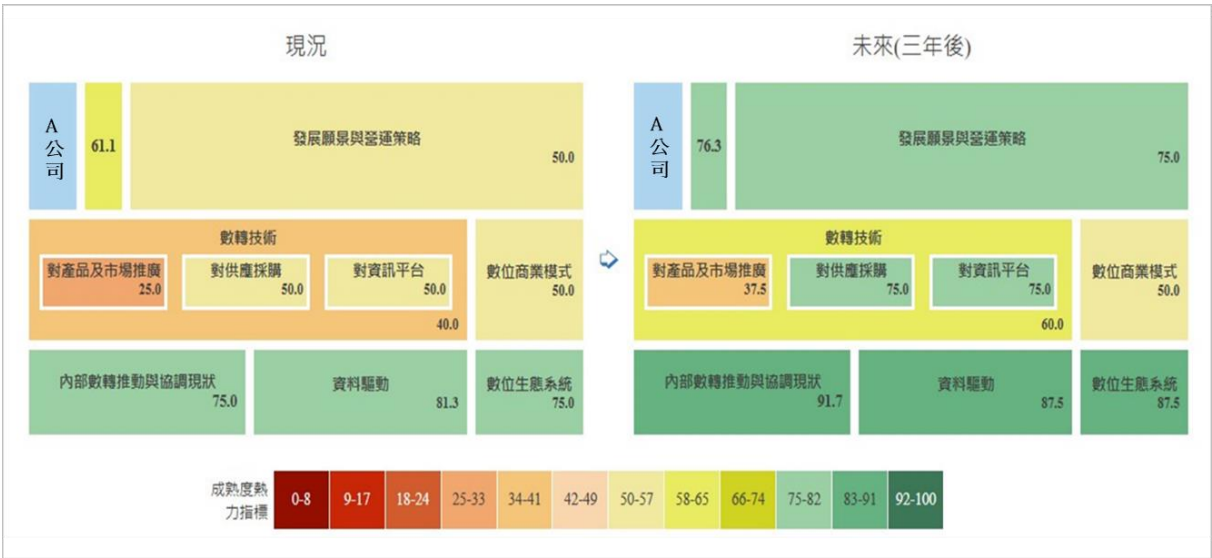 現況
A
公
司
61.1
發展願景與營運策略
50.0
數轉技術
對產品及市場推廣
25.0
對供應採購
50.0
對資訊平台
50.0
40.0
數位商業模式
50.0
內部數轉推動與協調現狀
75.0
資料驅動
81.3
數位生態系統
75.0
未來(三年後)
A
公
司
76.3
發展願景與營運策略
75.0
數轉技術
對產品及市場推廣
37.5
對供應採購
75.0
對資訊平台
75.0
60.0
數位商業模式
50.0
內部數轉推動與協調現狀
91.7
資料驅動
87.5
數位生態系統
87.5
成熟度熱
力指標
0-8
9-17
18-24
25-33
34-41
42-49
50-57
58-65
66-74
75-82
83-91
92-100